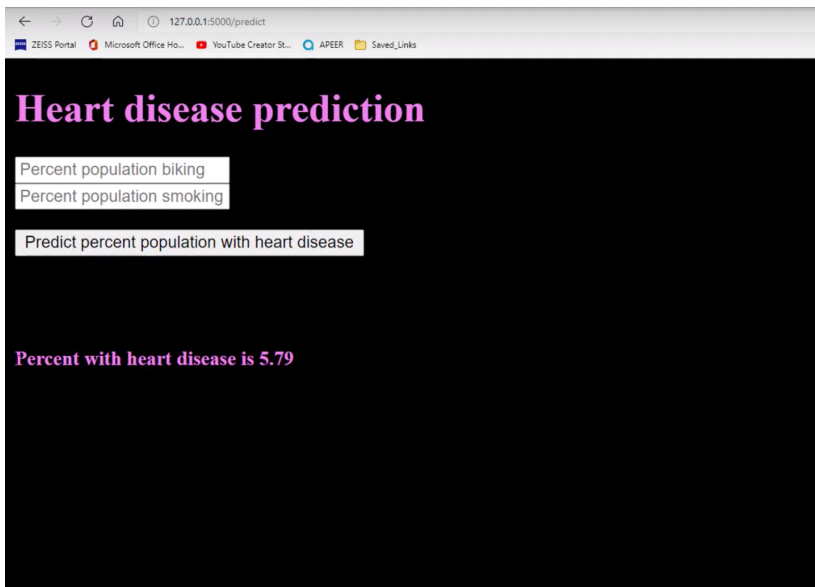 127.0.0.1:5000/predict
ZEISS Portal Microsoft Office Ho... YouTube Creator St... APEER Saved_Links
Heart disease prediction
Percent population biking
Percent population smoking
Predict percent population with heart disease
Percent with heart disease is 5.79